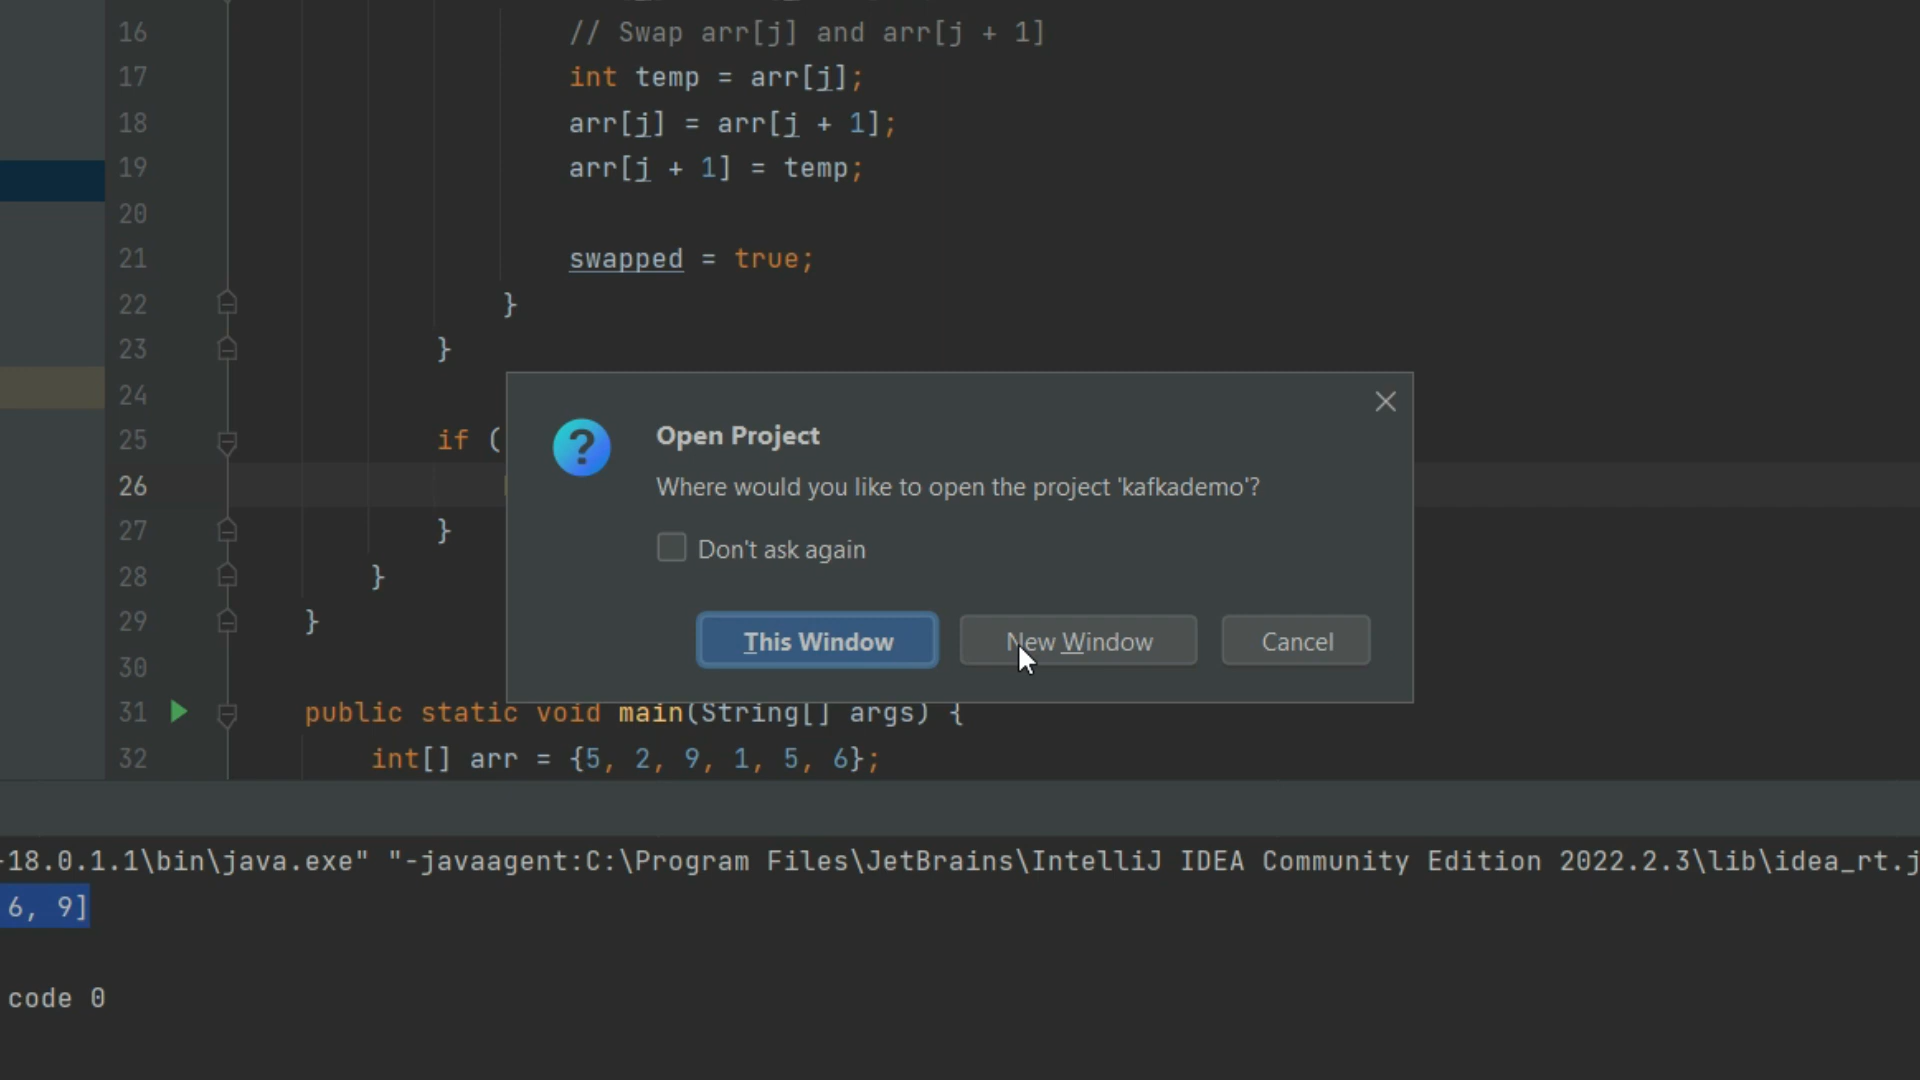 16 // Swap arr[j] and arr[j + 1]
17 int temp = arr[j];
18 arr[j] = arr[j + 1];
19 arr[j + 1] = temp;
20
21 swapped = true;
22 }
23 }
24
25 if (
26
27 }
28 }
29 }
30
31 public static void main(String[] args) {
32 int[] arr = {5, 2, 9, 1, 5, 6};
Open Project
Where would you like to open the project 'kafkademo'?
Don't ask again
This Window New Window Cancel
-18.0.1.1\bin\java.exe" "-javaagent:C:\Program Files\JetBrains\IntelliJ IDEA Community Edition 2022.2.3\lib\idea_rt.j
6, 9]
code 0